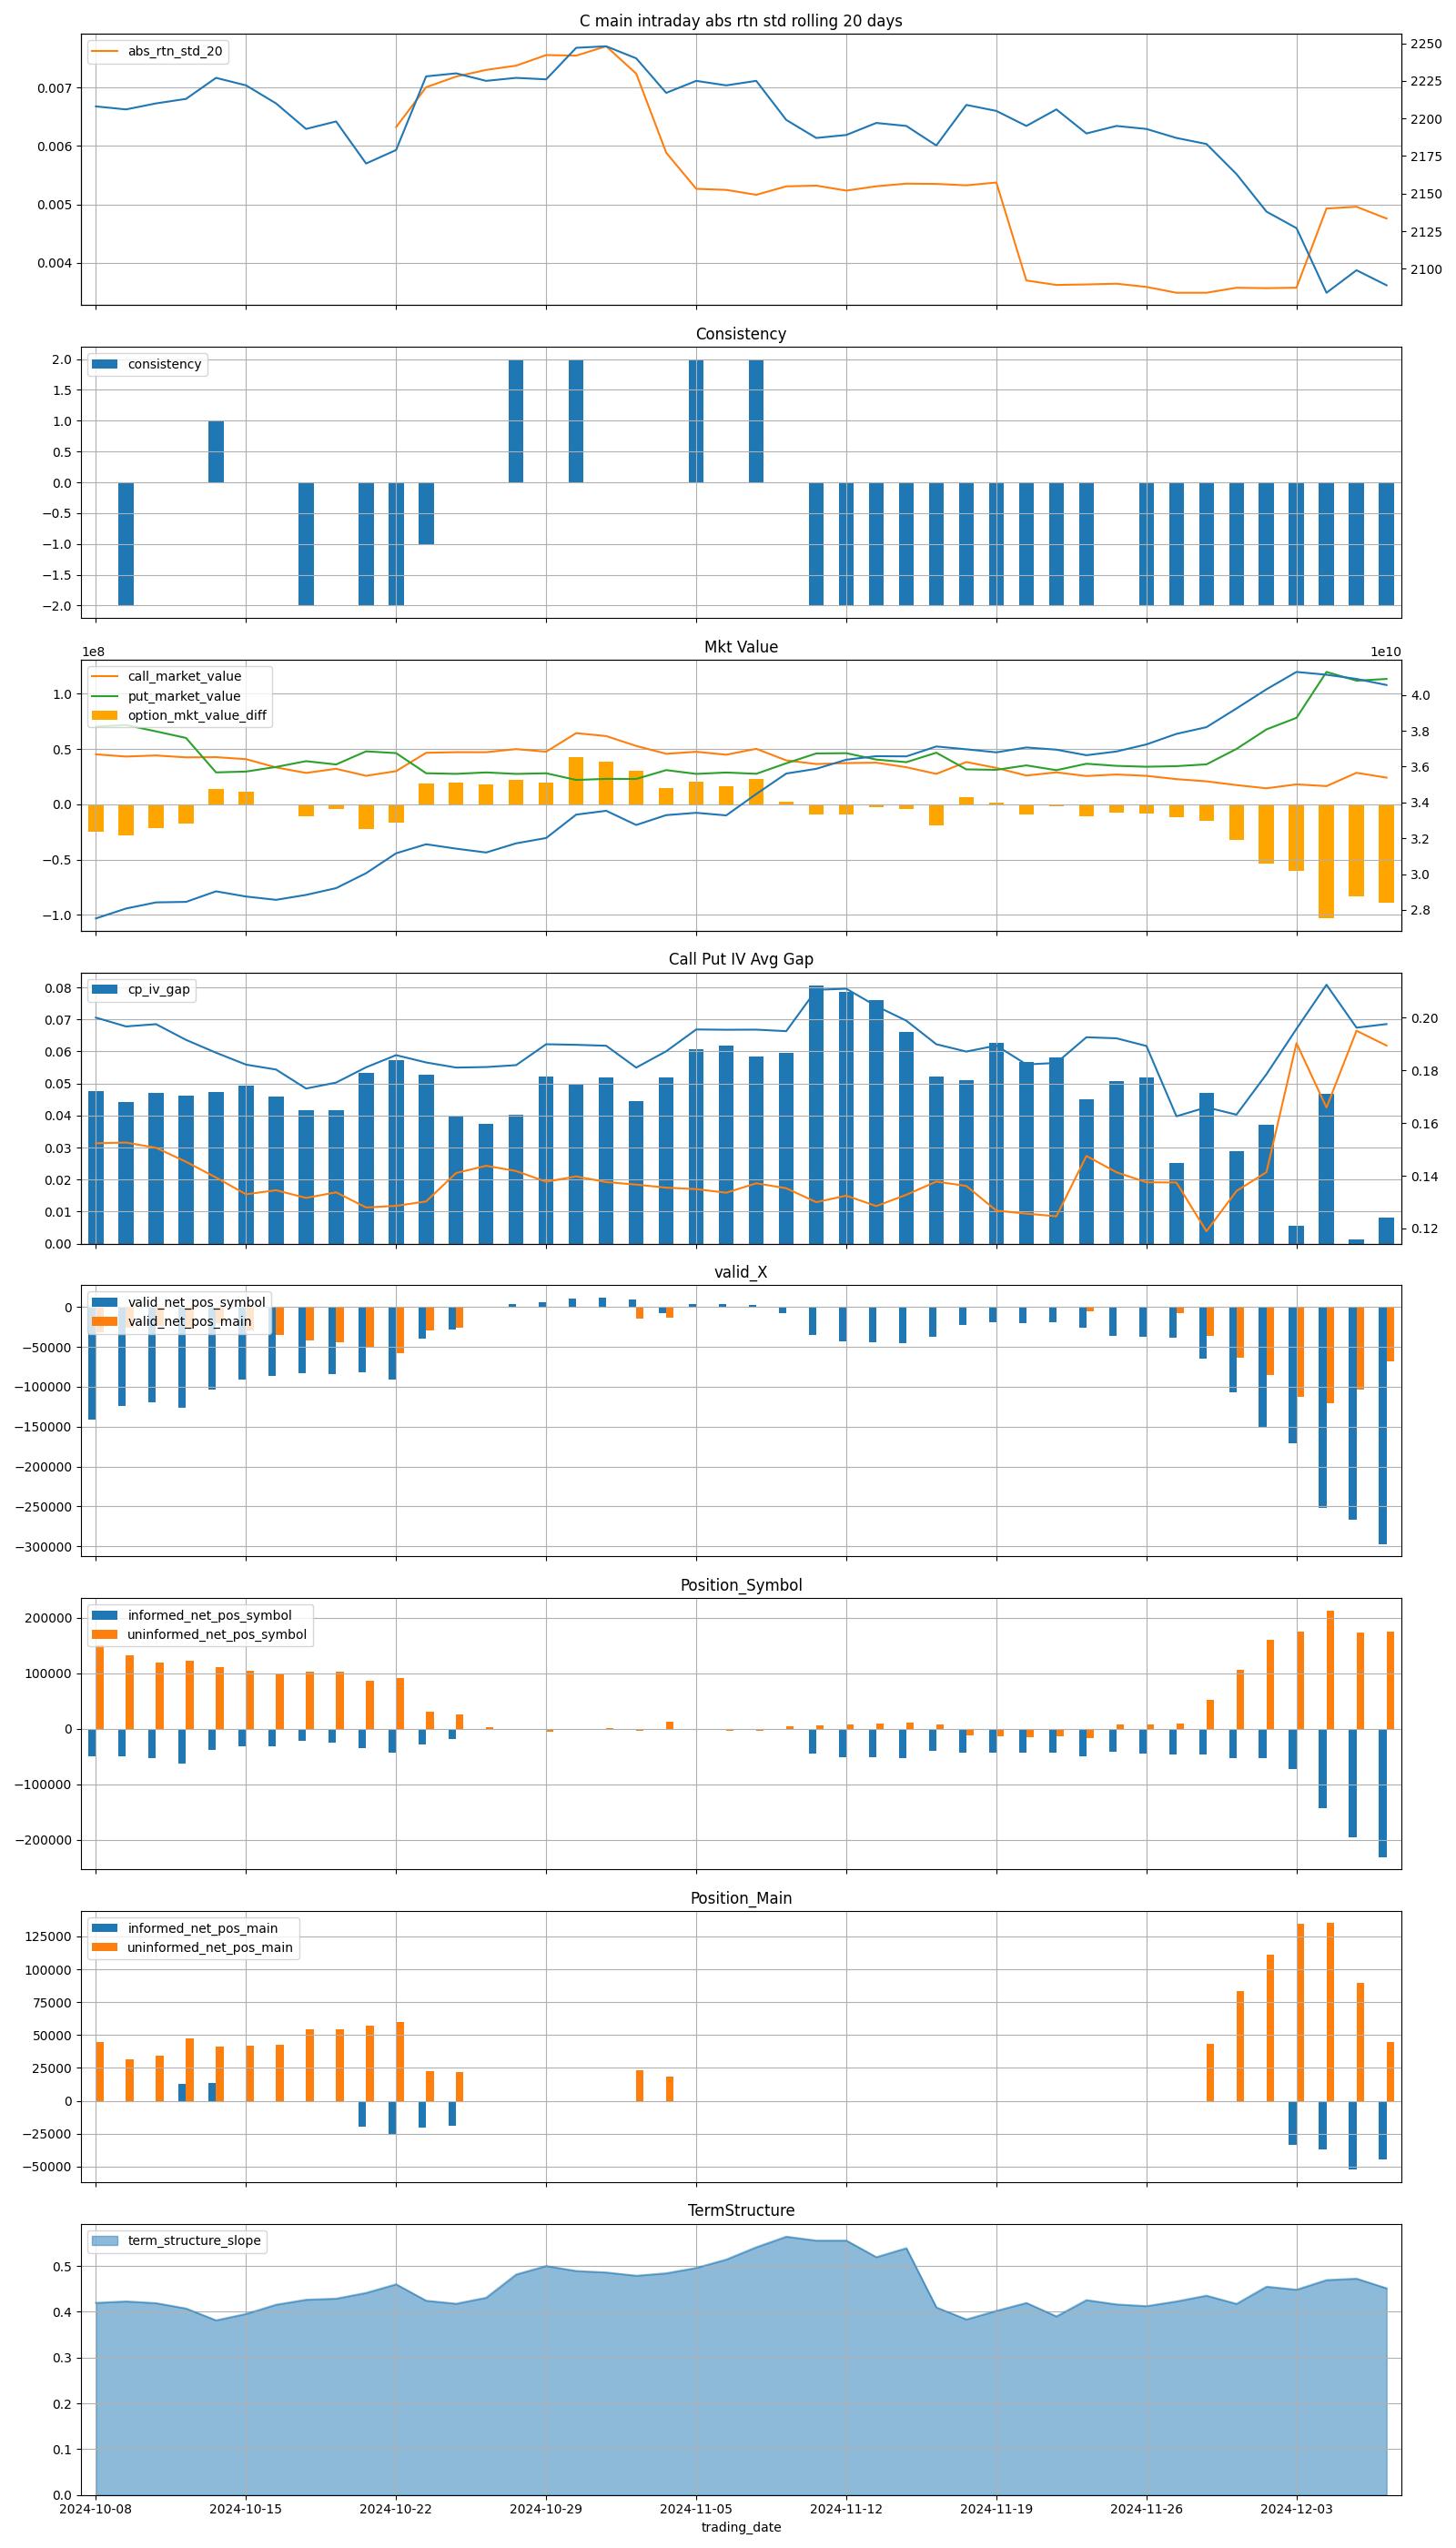 C main intraday abs rtn std rolling 20 days
abs_rtn_std_20
0.007
0.006
0.005
0.004
2250
2225
2200
2175
2150
2125
2100
Consistency
consistency
2.0
1.5
1.0
0.5
0.0
−0.5
−1.0
−1.5
−2.0
Mkt Value
1e8
1e10
call_market_value
put_market_value
option_mkt_value_diff
1.0
0.5
0.0
−0.5
−1.0
4.0
3.8
3.6
3.4
3.2
3.0
2.8
Call Put IV Avg Gap
cp_iv_gap
0.08
0.07
0.06
0.05
0.04
0.03
0.02
0.01
0.00
0.20
0.18
0.16
0.14
0.12
valid_X
valid_net_pos_symbol
valid_net_pos_main
0
−50000
−100000
−150000
−200000
−250000
−300000
Position_Symbol
informed_net_pos_symbol
uninformed_net_pos_symbol
200000
100000
0
−100000
−200000
Position_Main
informed_net_pos_main
uninformed_net_pos_main
125000
100000
75000
50000
25000
0
−25000
−50000
TermStructure
term_structure_slope
0.5
0.4
0.3
0.2
0.1
0.0
2024-10-08 2024-10-15 2024-10-22 2024-10-29 2024-11-05 2024-11-12 2024-11-19 2024-11-26 2024-12-03
trading_date